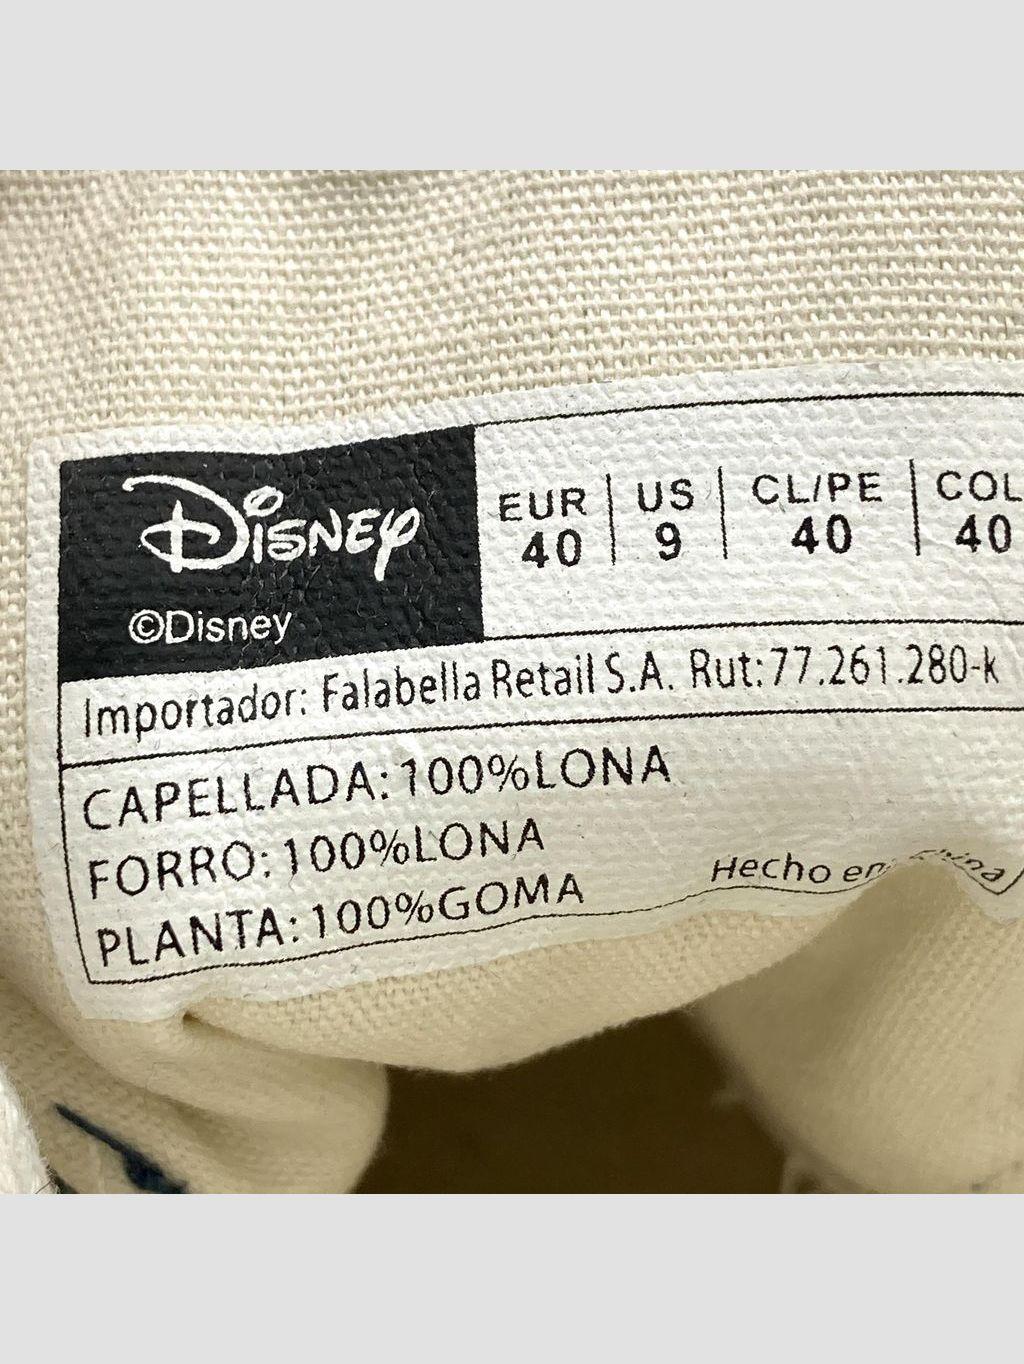 Disney
©Disney
EUR | US | CL/PE | COL
40 | 9 | 40 | 40
Importador: Falabella Retail S.A. Rut:77.261.280-k
CAPELLADA:100%LONA
FORRO:100%LONA
PLANTA:100%GOMA
Hecho en China